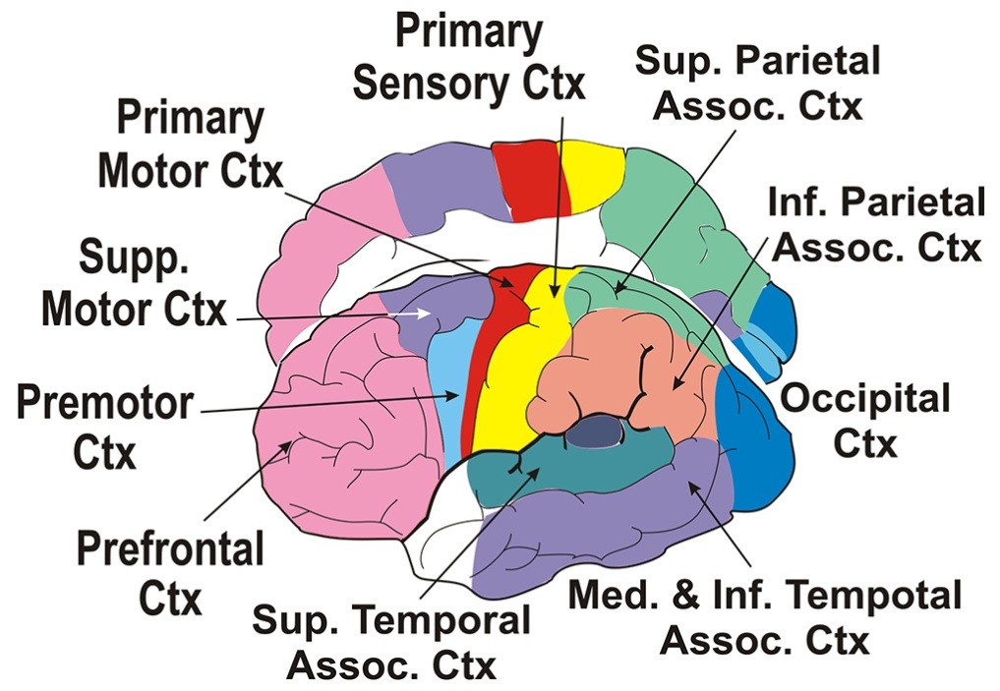 Primary
Sensory Ctx
Sup. Parietal
Assoc. Ctx
Primary
Motor Ctx
Inf. Parietal
Assoc. Ctx
Supp.
Motor Ctx
Premotor
Ctx
Occipital
Ctx
Prefrontal
Ctx
Sup. Temporal
Assoc. Ctx
Med. & Inf. Tempotal
Assoc. Ctx